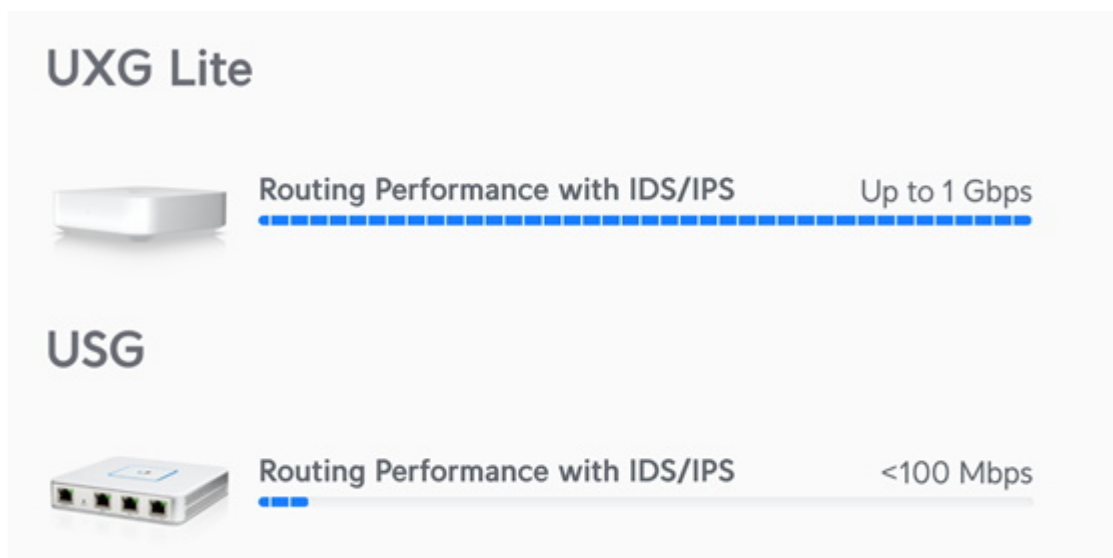 UXG Lite
Routing Performance with IDS/IPS Up to 1 Gbps
USG
Routing Performance with IDS/IPS <100 Mbps